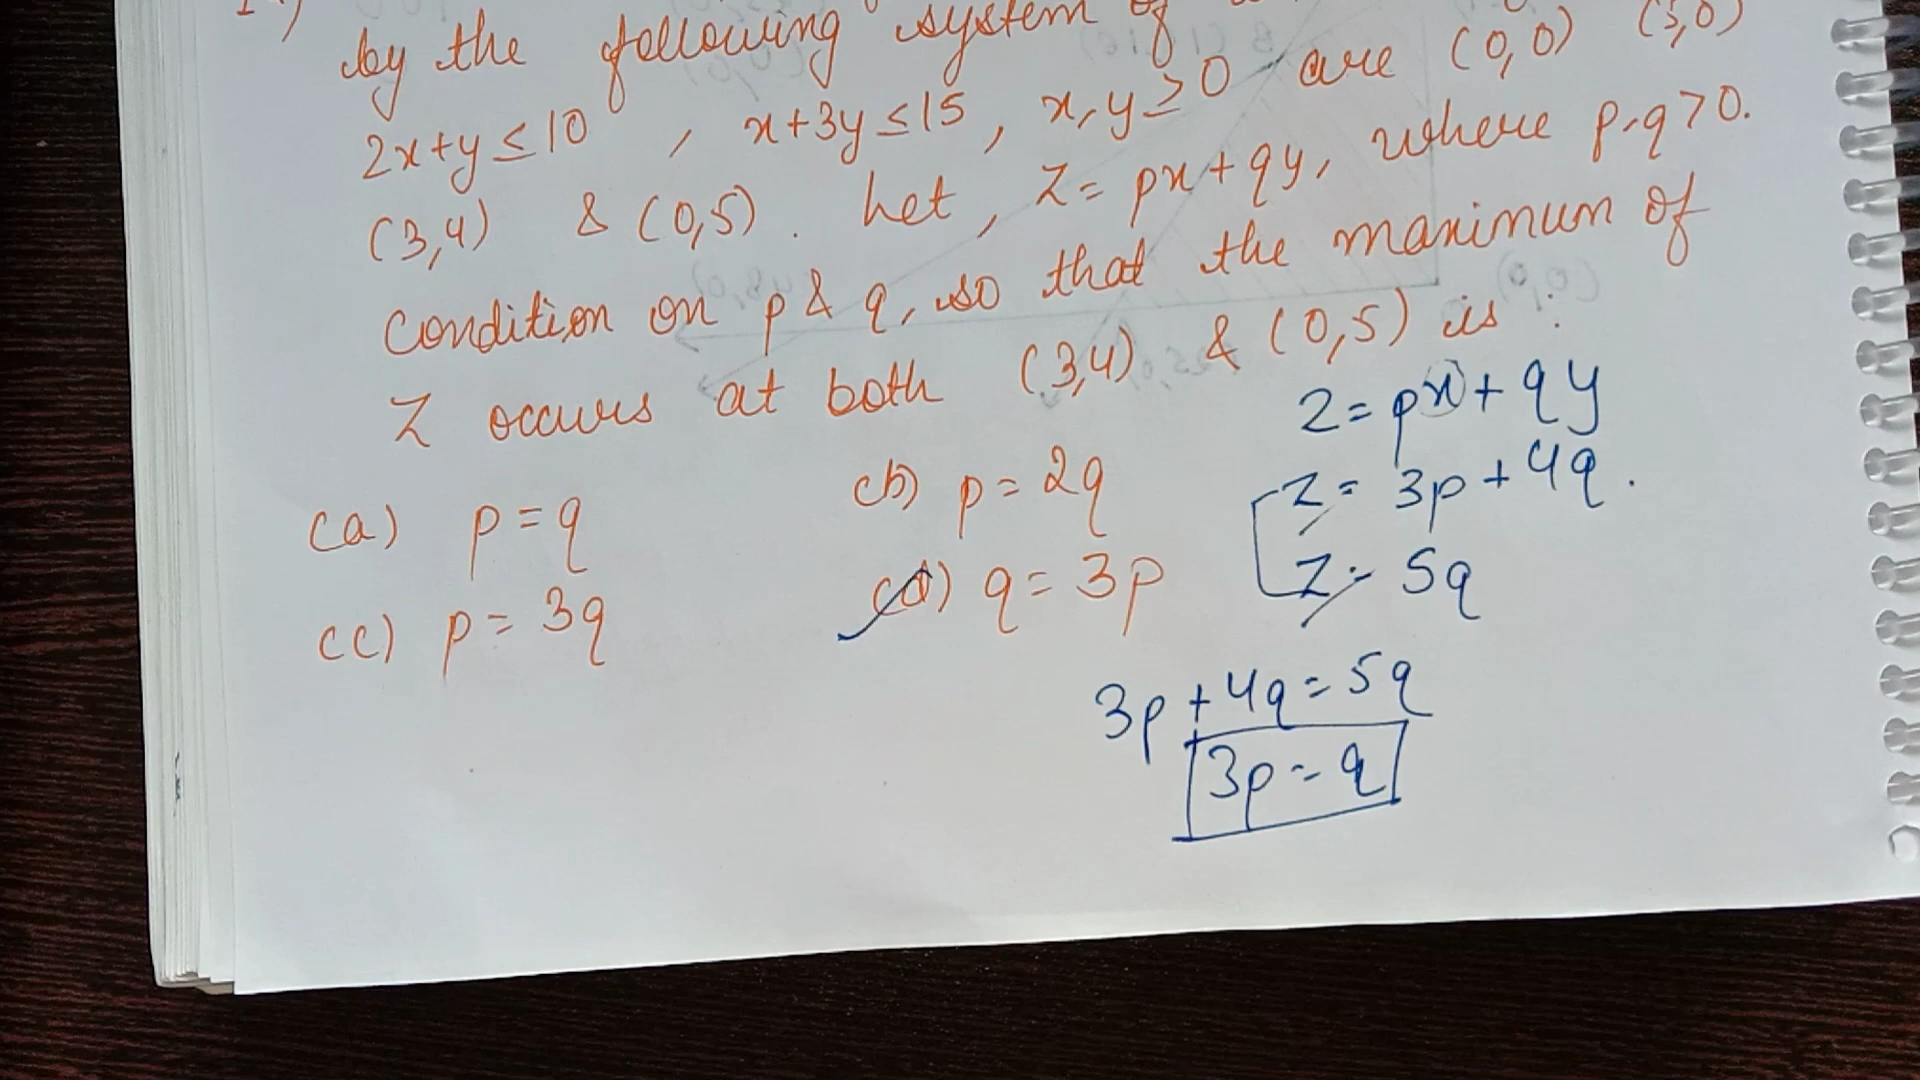 by the following system of
2x+y≤10 , x+3y≤15, x,y≥0 are (0,0) (5,0)
(3,4) & (0,5). Let, Z= px+qy, where p,q>0.
Condition on p & q, so that the maximum of
Z occurs at both (3,4) & (0,5) is :
(a) p=q (b) p=2q
(c) p=3q (d) q=3p
Z=px+qy
Z= 3p+4q.
Z= 5q
3p+4q=5q
3p=q